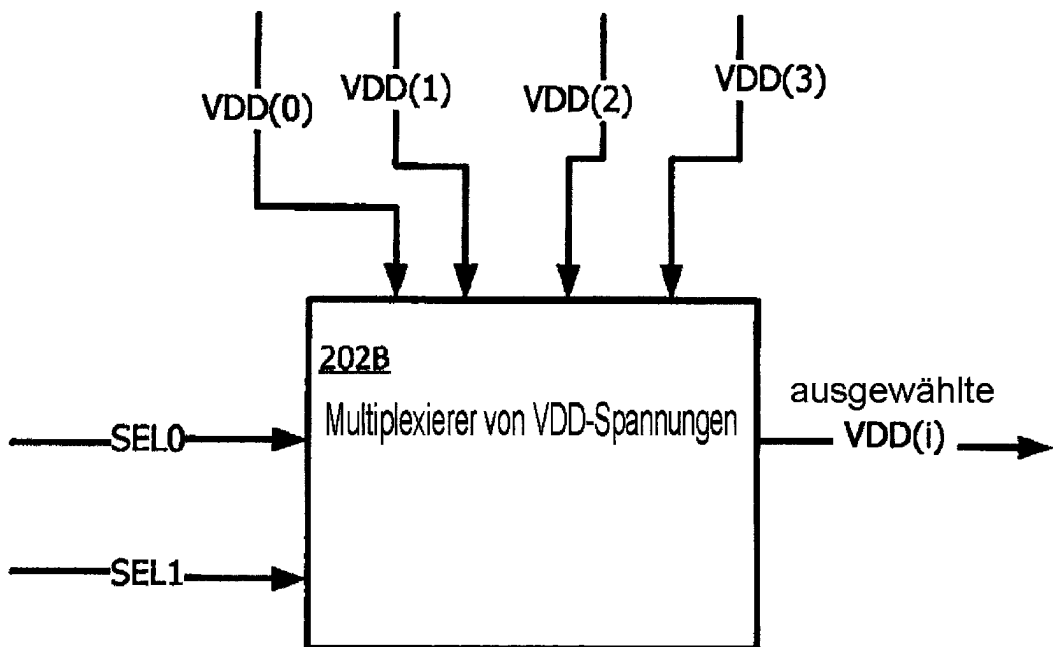 VDD(0)
VDD(1)
VDD(2)
VDD(3)
202B
Multiplexierer von VDD-Spannungen
SEL0
SEL1
ausgewählte
VDD(i)